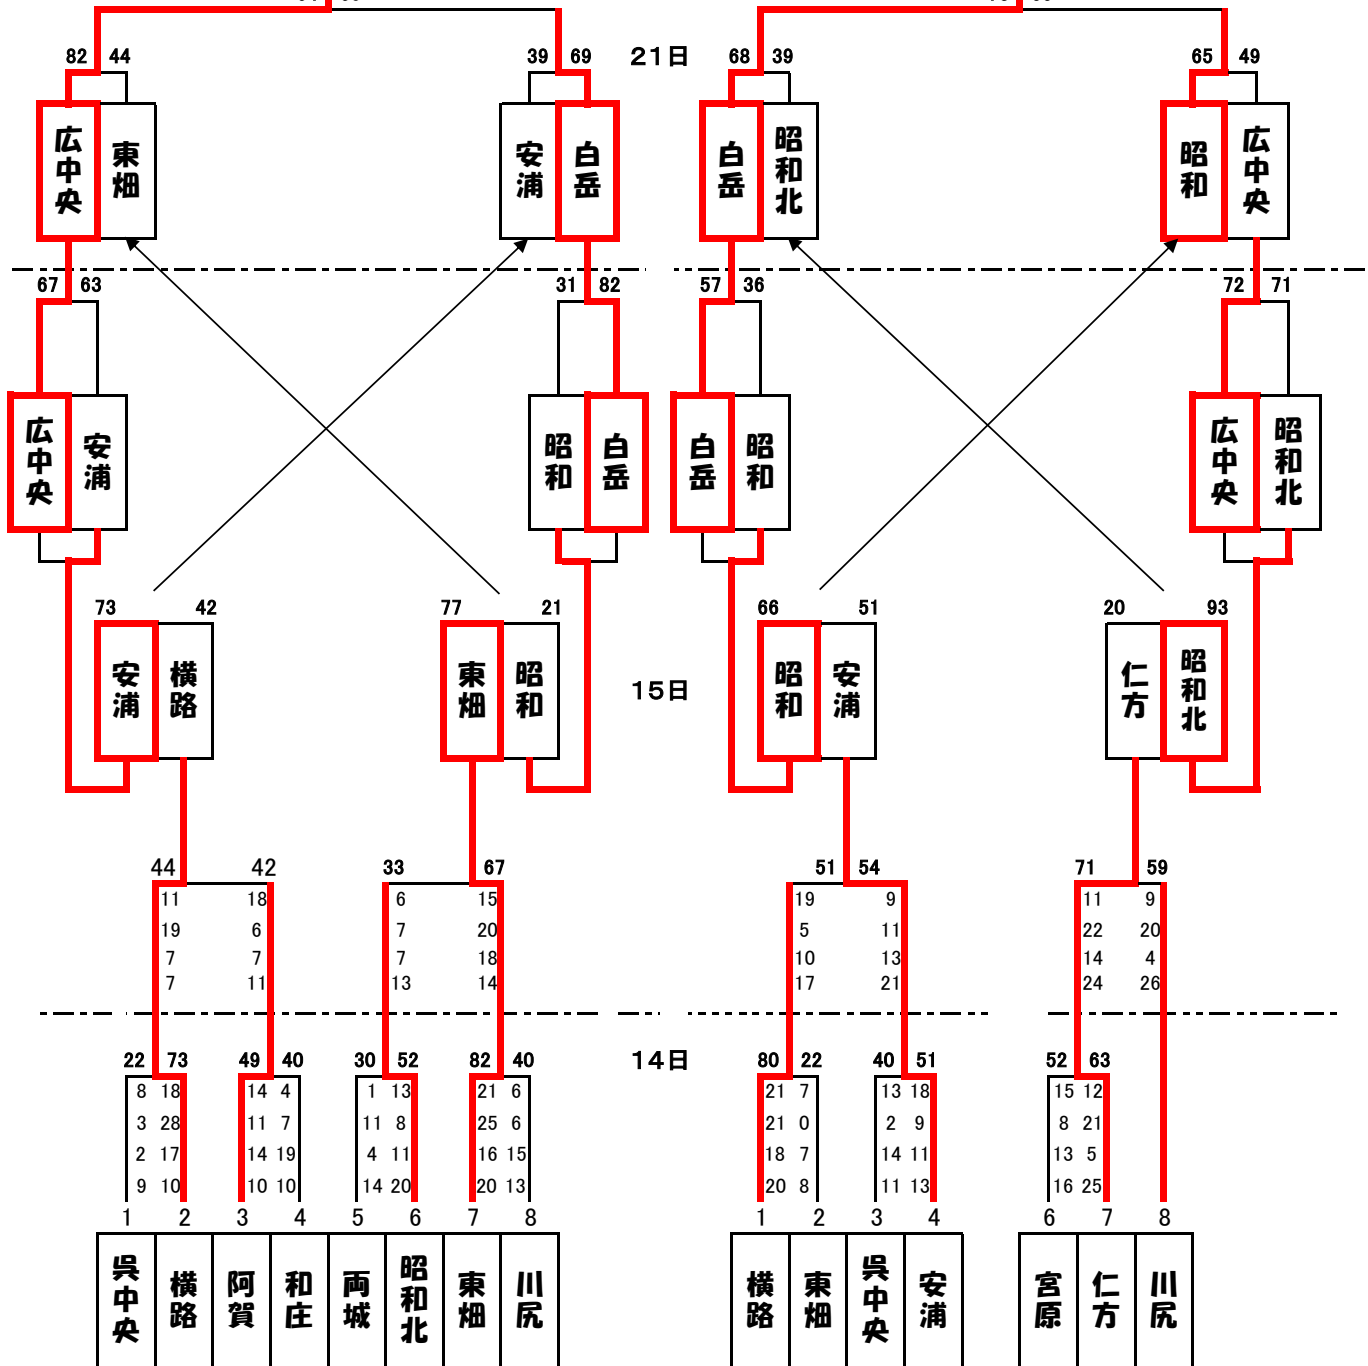 82 44 39 69 21日 68 39 65 49
広中央 東畑 安浦 白岳 白岳 昭和北 昭和 広中央
67 63 31 82 57 36 72 71
広中央 安浦 昭和 白岳 白岳 昭和 広中央 昭和北
73 42 77 21 66 51 20 93
安浦 横路 東畑 昭和 15日 昭和 安浦 仁方 昭和北
44 42 33 67 51 54 71 59
11 18 6 15 19 9 11 9
19 6 7 20 5 11 22 20
7 7 7 18 10 13 14 4
7 11 13 14 17 21 24 26
22 73 49 40 30 52 82 40 14日 80 22 40 51 52 63
8 18 14 4 1 13 21 6 21 7 13 18 15 12
3 28 11 7 11 8 25 6 21 0 2 9 8 21
2 17 14 19 4 11 16 15 18 7 14 11 13 5
9 10 10 10 14 20 20 13 20 8 11 13 16 25
1 2 3 4 5 6 7 8 1 2 3 4 6 7 8
呉中央 横路 阿賀 和庄 両城 昭和北 東畑 川尻 横路 東畑 呉中央 安浦 宮原 仁方 川尻